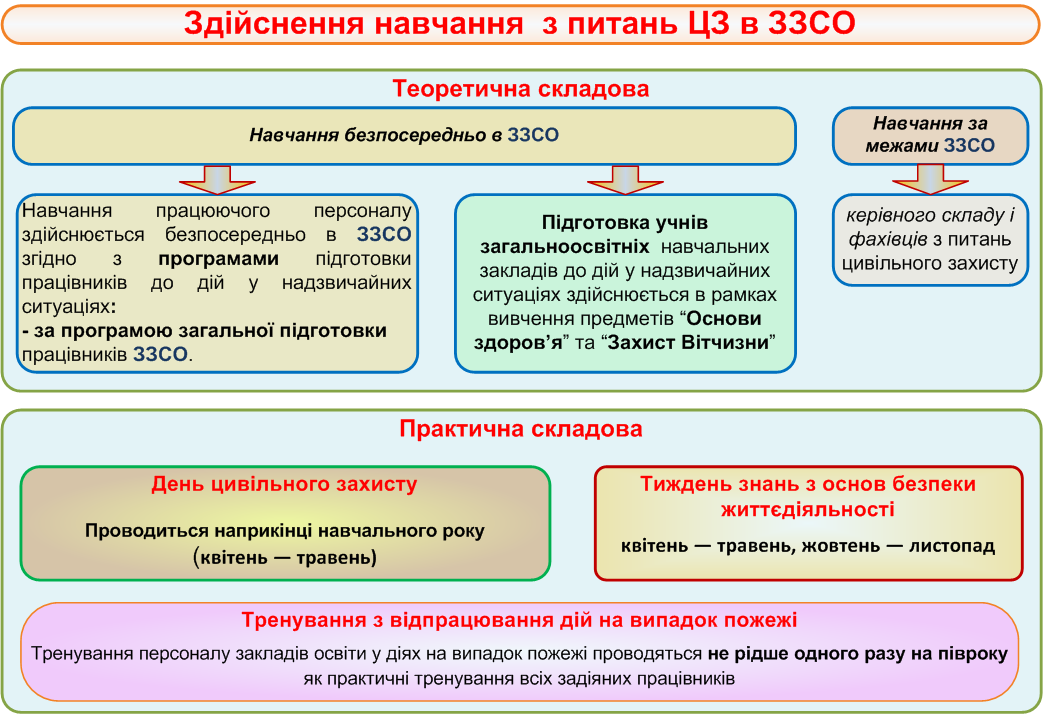 Здійснення навчання з питань ЦЗ в ЗЗСО
Теоретична складова
Навчання безпосередньо в ЗЗСО
Навчання за
межами ЗЗСО
Навчання працюючого персоналу
здійснюється безпосередньо в ЗЗСО
згідно з програмами підготовки
працівників до дій у надзвичайних
ситуаціях:
- за програмою загальної підготовки
працівників ЗЗСО.
Підготовка учнів
загальноосвітніх навчальних
закладів до дій у надзвичайних
ситуаціях здійснюється в рамках
вивчення предметів “Основи
здоров’я” та “Захист Вітчизни”
керівного складу і
фахівців з питань
цивільного захисту
Практична складова
День цивільного захисту
Проводиться наприкінці навчального року
(квітень — травень)
Тиждень знань з основ безпеки
життєдіяльності
квітень — травень, жовтень — листопад
Тренування з відпрацювання дій на випадок пожежі
Тренування персоналу закладів освіти у діях на випадок пожежі проводяться не рідше одного разу на півроку
як практичні тренування всіх задіяних працівників